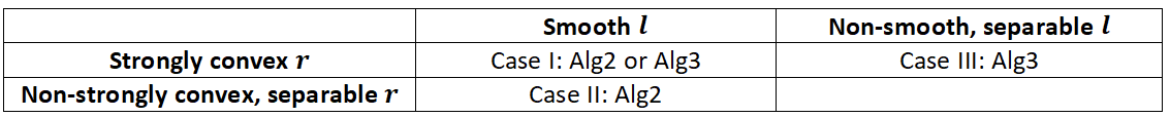 Smooth l Non-smooth, separable l
Strongly convex r Case I: Alg2 or Alg3 Case III: Alg3
Non-strongly convex, separable r Case II: Alg2